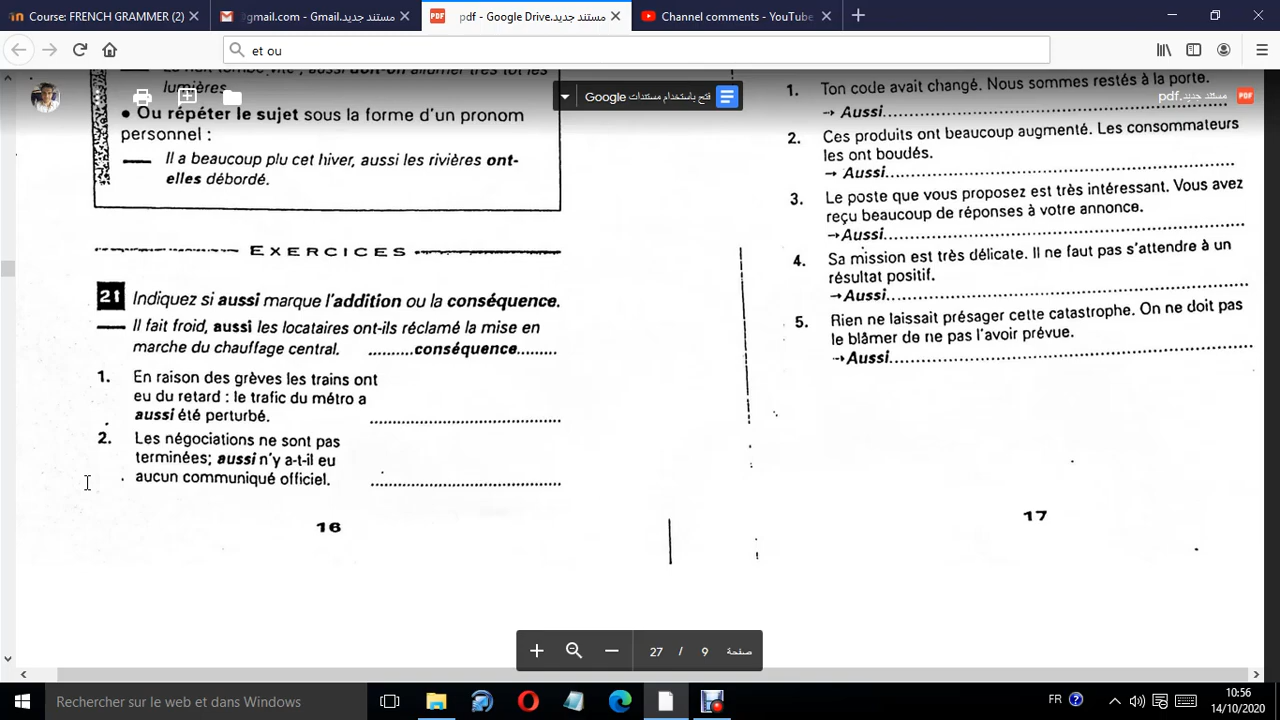 Course: FRENCH GRAMMER (2)
مستند جديد.gmail.com - Gmail
مستند جديد.pdf - Google Drive
Channel comments - YouTube
et ou
فتح باستخدام مستندات Google
مستند جديد.pdf
lumières.
• Ou répéter le sujet sous la forme d'un pronom
personnel :
Il a beaucoup plu cet hiver, aussi les rivières ont-
elles débordé.
EXERCICES
21 Indiquez si aussi marque l'addition ou la conséquence.
Il fait froid, aussi les locataires ont-ils réclamé la mise en
marche du chauffage central. ..........conséquence.........
1. En raison des grèves les trains ont
eu du retard : le trafic du métro a
aussi été perturbé. ..........................................
2. Les négociations ne sont pas
terminées; aussi n'y a-t-il eu
aucun communiqué officiel. ..........................................
16
1. Ton code avait changé. Nous sommes restés à la porte.
→ Aussi..........................................
2. Ces produits ont beaucoup augmenté. Les consommateurs
les ont boudés.
→ Aussi..........................................
3. Le poste que vous proposez est très intéressant. Vous avez
reçu beaucoup de réponses à votre annonce.
→Aussi..........................................
4. Sa mission est très délicate. Il ne faut pas s'attendre à un
résultat positif.
→Aussi..........................................
5. Rien ne laissait présager cette catastrophe. On ne doit pas
le blâmer de ne pas l'avoir prévue.
→Aussi..........................................
17
صفحة 9 / 27
Rechercher sur le web et dans Windows
FR
10:56
14/10/2020